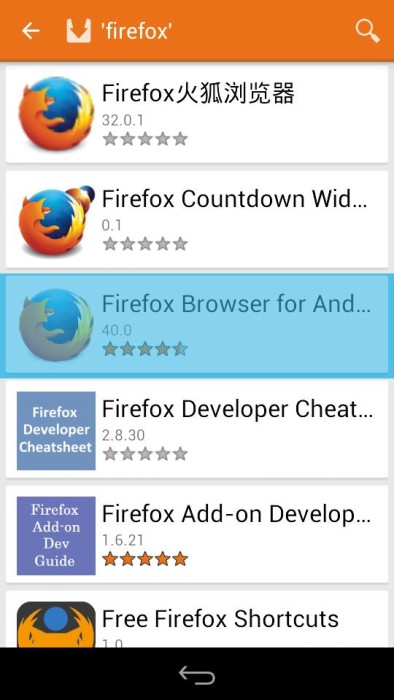 'firefox'
Firefox火狐浏览器
32.0.1
Firefox Countdown Wid...
0.1
Firefox Browser for And...
40.0
Firefox
Developer
Cheatsheet
Firefox Developer Cheat...
2.8.30
Firefox
Add-on
Dev
Guide
Firefox Add-on Develop...
1.6.21
Free Firefox Shortcuts
1.0